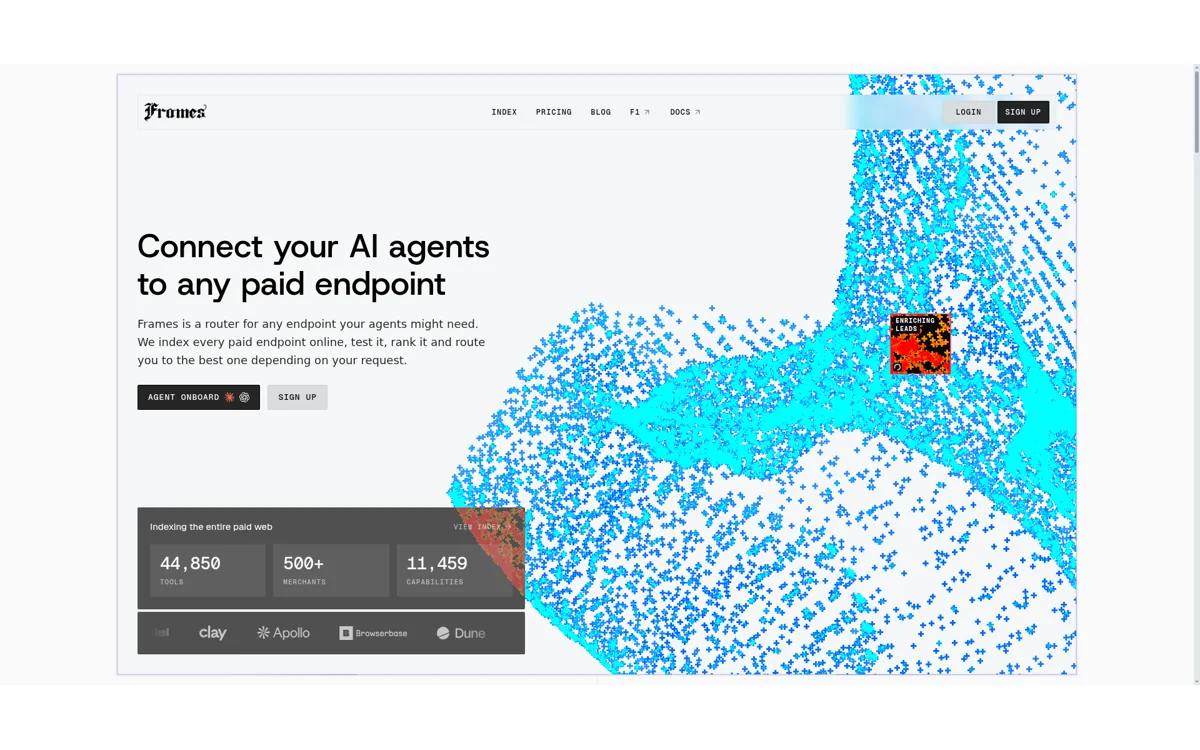 Frames
INDEX PRICING BLOG F1 DOCS
LOGIN SIGN UP
Connect your AI agents
to any paid endpoint
Frames is a router for any endpoint your agents might need.
We index every paid endpoint online, test it, rank it and route
you to the best one depending on your request.
AGENT ONBOARD SIGN UP
ENRICHING
LEADS
Indexing the entire paid web VIEW INDEX
44,850 500+ 11,459
TOOLS MERCHANTS CAPABILITIES
clay Apollo Browserbase Dune